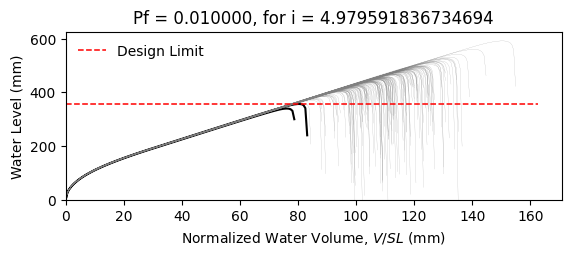 Pf = 0.010000, for i = 4.979591836734694
Design Limit
Water Level (mm)
600
400
200
0
0 20 40 60 80 100 120 140 160
Normalized Water Volume, V/SL (mm)